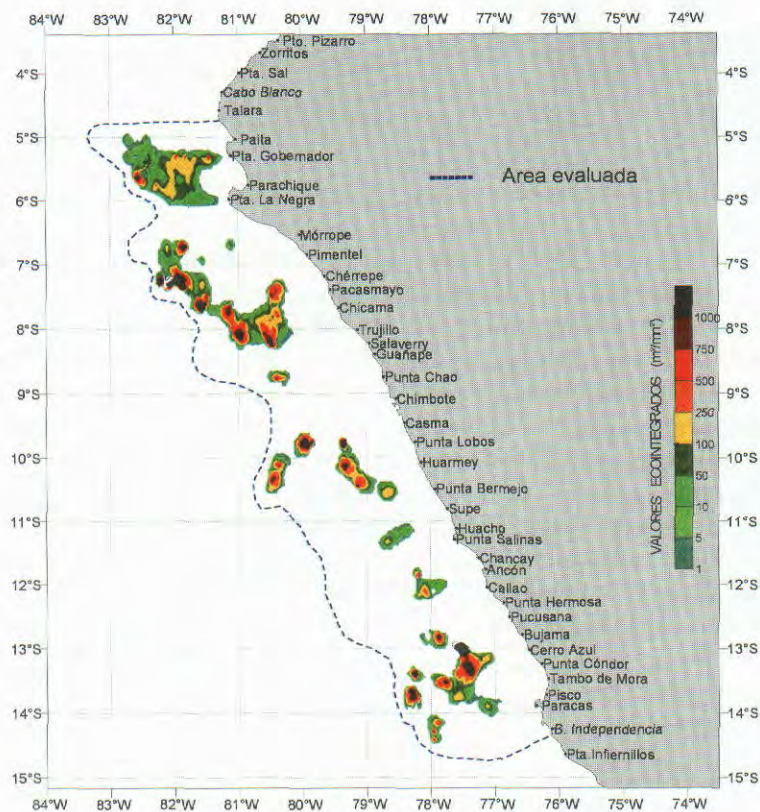 84°W 83°W 82°W 81°W 80°W 79°W 78°W 77°W 76°W 75°W 74°W
Pto. Pizarro
Zorritos
4°S Pta. Sal 4°S
Cabo Blanco
Talara
5°S Paita 5°S
Pta. Gobernador
Area evaluada
Parachique
6°S Pta. La Negra 6°S
Mórrope
Pimentel
7°S Chérrepe 7°S
Pacasmayo
Chicama
8°S Trujillo 8°S
Salaverry
Guañape
9°S Punta Chao 9°S
Chimbote
Casma
Punta Lobos
10°S Huarmey 10°S
Punta Bermejo
Supe
11°S Huacho 11°S
Punta Salinas
Chancay
Ancón
12°S Callao 12°S
Punta Hermosa
Pucusana
Bujama
13°S Cerro Azul 13°S
Punta Cóndor
Tambo de Mora
Pisco
Paracas
14°S B. Independencia 14°S
Pta. Infiernillos
15°S 15°S
84°W 83°W 82°W 81°W 80°W 79°W 78°W 77°W 76°W 75°W 74°W
VALORES ECOINTEGRADOS
1000
750
500
250
100
50
10
5
1